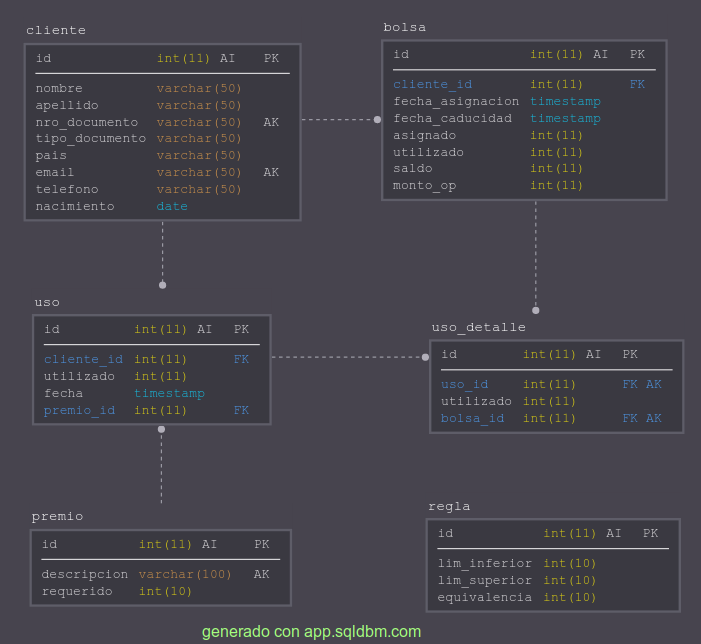 cliente
id int(11) AI PK
nombre varchar(50)
apellido varchar(50)
nro_documento varchar(50) AK
tipo_documento varchar(50)
pais varchar(50)
email varchar(50) AK
telefono varchar(50)
nacimiento date
bolsa
id int(11) AI PK
cliente_id int(11) FK
fecha_asignacion timestamp
fecha_caducidad timestamp
asignado int(11)
utilizado int(11)
saldo int(11)
monto_op int(11)
uso
id int(11) AI PK
cliente_id int(11) FK
utilizado int(11)
fecha timestamp
premio_id int(11) FK
uso_detalle
id int(11) AI PK
uso_id int(11) FK AK
utilizado int(11)
bolsa_id int(11) FK AK
premio
id int(11) AI PK
descripcion varchar(100) AK
requerido int(10)
regla
id int(11) AI PK
lim_inferior int(10)
lim_superior int(10)
equivalencia int(10)
generado con app.sqldbm.com